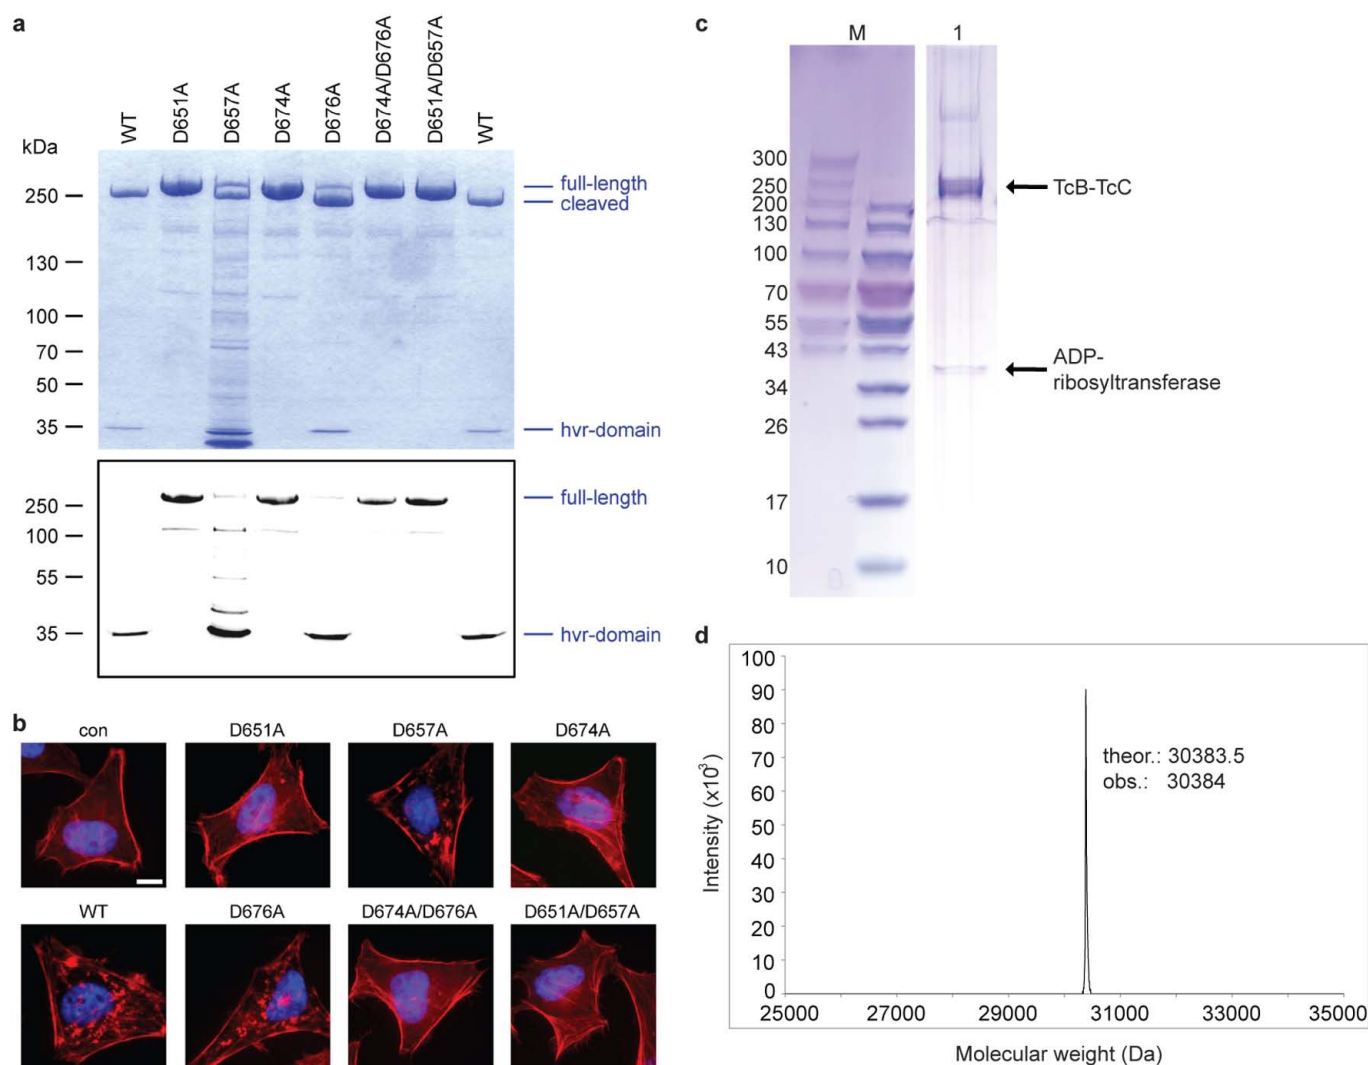 a
WT
D651A
D657A
D674A
D676A
D674A/D676A
D651A/D657A
WT
kDa
250
130
100
70
50
35
full-length
cleaved
hvr-domain
250
100
55
35
full-length
hvr-domain
b
con
D651A
D657A
D674A
WT
D676A
D674A/D676A
D651A/D657A
c
M
1
300
250
200
130
100
70
55
43
34
26
17
10
TcB-TcC
ADP-
ribosyltransferase
d
Intensity (x10³)
100
90
80
70
60
50
40
30
20
10
0
theor.: 30383.5
obs.: 30384
25000 27000 29000 31000 33000 35000
Molecular weight (Da)